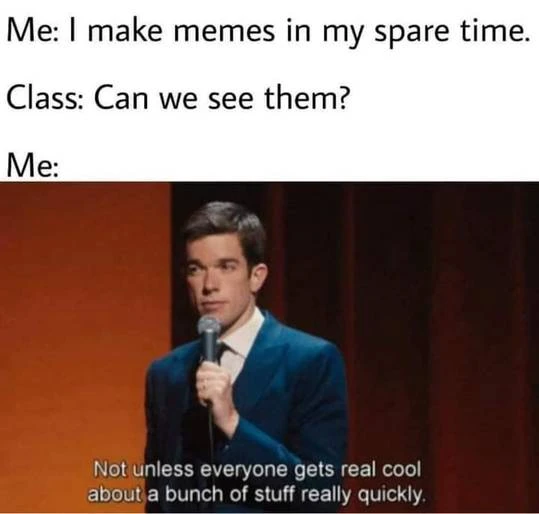 Me: I make memes in my spare time.
Class: Can we see them?
Me:
Not unless everyone gets real cool
about a bunch of stuff really quickly.